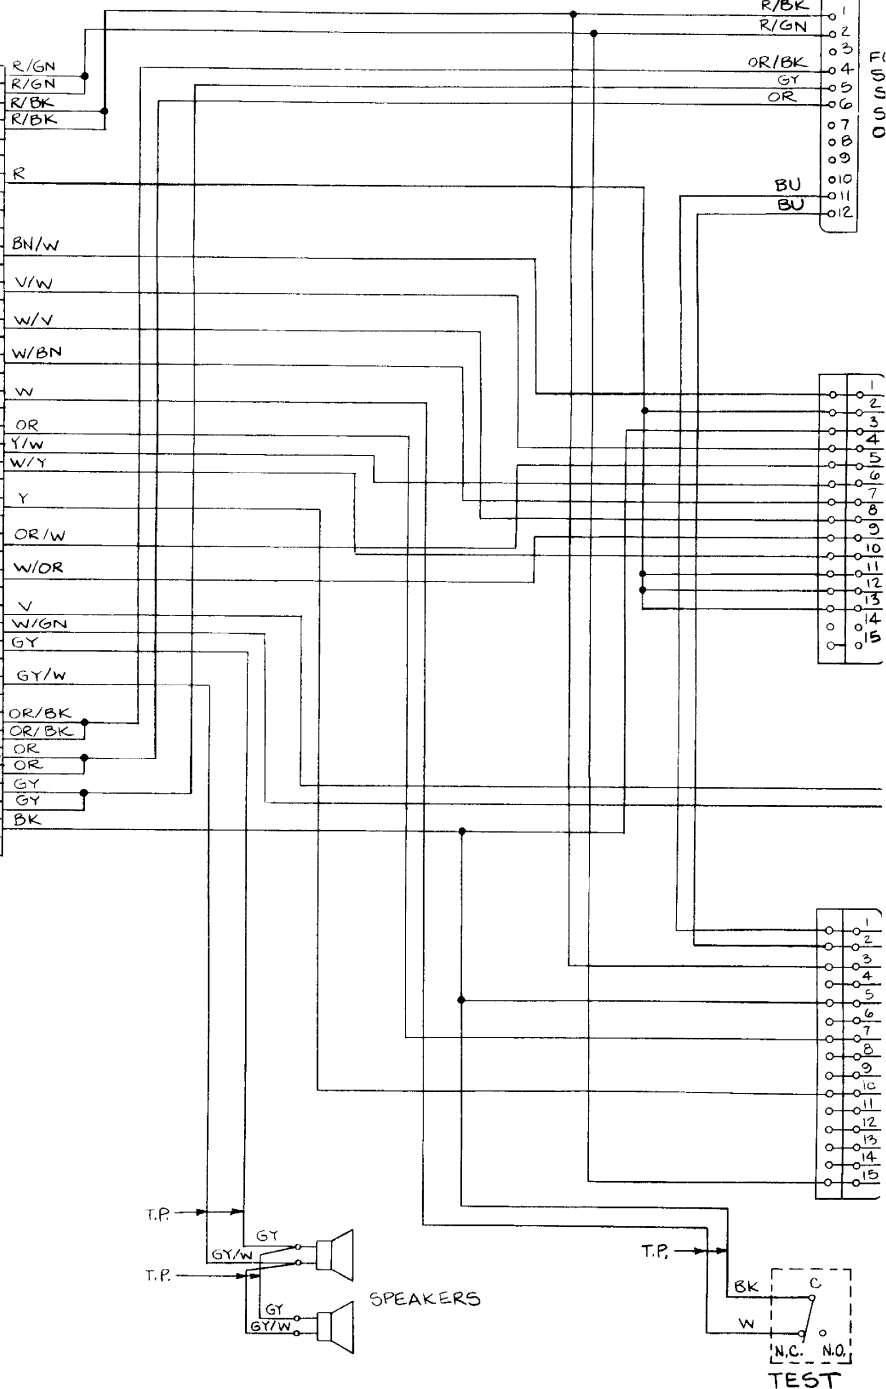 R/BK
R/GN
1
2
3
OR/BK 4
GY 5
OR 6
7
8
9
10
BU 11
BU 12
S
S
S
R/GN
R/GN
R/BK
R/BK
R
BN/W
V/W
W/V
W/BN
W
OR
Y/W
W/Y
Y
OR/W
W/OR
V
W/GN
GY
GY/W
OR/BK
OR/BK
OR
OR
GY
GY
BK
1
2
3
4
5
6
7
8
9
10
11
12
13
14
15
1
2
3
4
5
6
7
8
9
10
11
12
13
14
15
T.P.
GY
GY/W
T.P.
GY
GY/W
SPEAKERS
T.P.
BK
W
C
N.C. N.O.
TEST